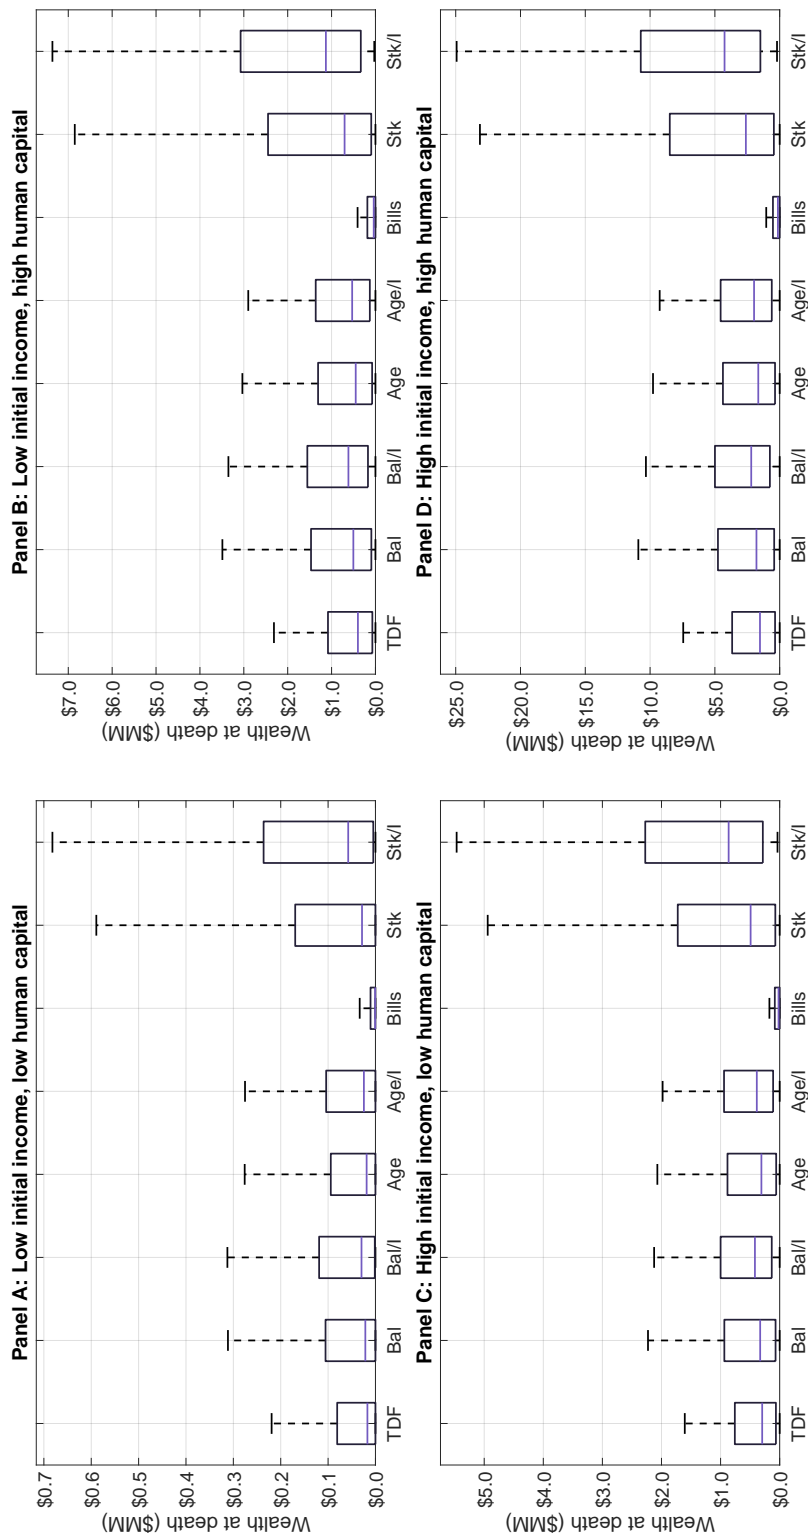 Panel A: Low initial income, low human capital
Wealth at death ($MM)
$0.7
$0.6
$0.5
$0.4
$0.3
$0.2
$0.1
$0.0
TDF Bal Bal/I Age Age/I Bills Stk Stk/I
Panel B: Low initial income, high human capital
Wealth at death ($MM)
$7.0
$6.0
$5.0
$4.0
$3.0
$2.0
$1.0
$0.0
TDF Bal Bal/I Age Age/I Bills Stk Stk/I
Panel C: High initial income, low human capital
Wealth at death ($MM)
$5.0
$4.0
$3.0
$2.0
$1.0
$0.0
TDF Bal Bal/I Age Age/I Bills Stk Stk/I
Panel D: High initial income, high human capital
Wealth at death ($MM)
$25.0
$20.0
$15.0
$10.0
$5.0
$0.0
TDF Bal Bal/I Age Age/I Bills Stk Stk/I